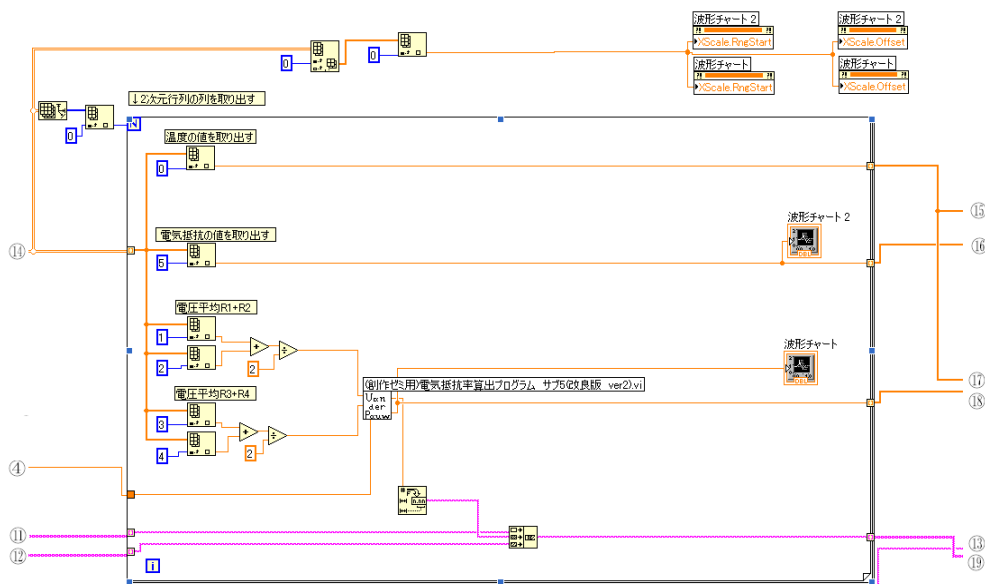 波形チャート 2
波形チャート 2
XScale.RngStart
XScale.Offset
0
0
波形チャート
波形チャート
XScale.RngStart
XScale.Offset
↓2次元行列の列を取り出す
0
N
温度の値を取り出す
0
⑮
波形チャート 2
電気抵抗の値を取り出す
⑭
⑯
DBL
5
電圧平均R1+R2
1
+
÷
波形チャート
2
2
DBL
⑰
(創作ゼミ用)電気抵抗率算出プログラム サブ5(改良版 ver2).vi
電圧平均R3+R4
Van
der
Pauw
⑱
3
+
÷
4
2
④
⑪
⑬
⑫
⑲
i